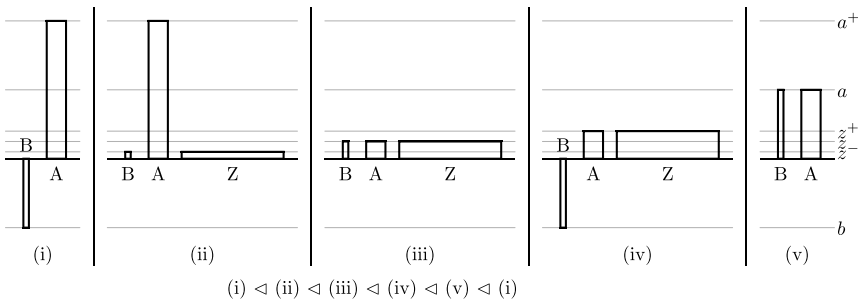 a⁺
a
z⁺
z
z⁻
B
B A Z
B A Z
B
A Z
B A
A
b
(i) (ii) (iii) (iv) (v)
(i) ◁ (ii) ◁ (iii) ◁ (iv) ◁ (v) ◁ (i)